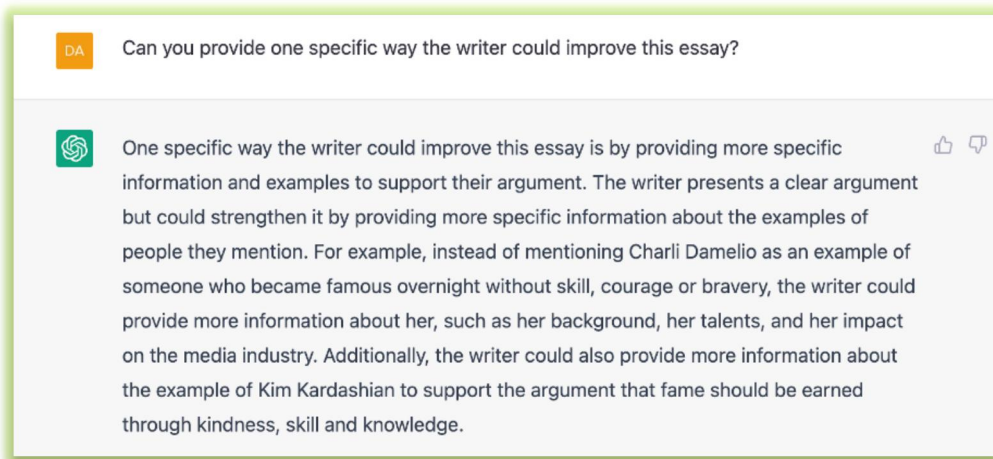 DA
Can you provide one specific way the writer could improve this essay?
One specific way the writer could improve this essay is by providing more specific
information and examples to support their argument. The writer presents a clear argument
but could strengthen it by providing more specific information about the examples of
people they mention. For example, instead of mentioning Charli Damelio as an example of
someone who became famous overnight without skill, courage or bravery, the writer could
provide more information about her, such as her background, her talents, and her impact
on the media industry. Additionally, the writer could also provide more information about
the example of Kim Kardashian to support the argument that fame should be earned
through kindness, skill and knowledge.